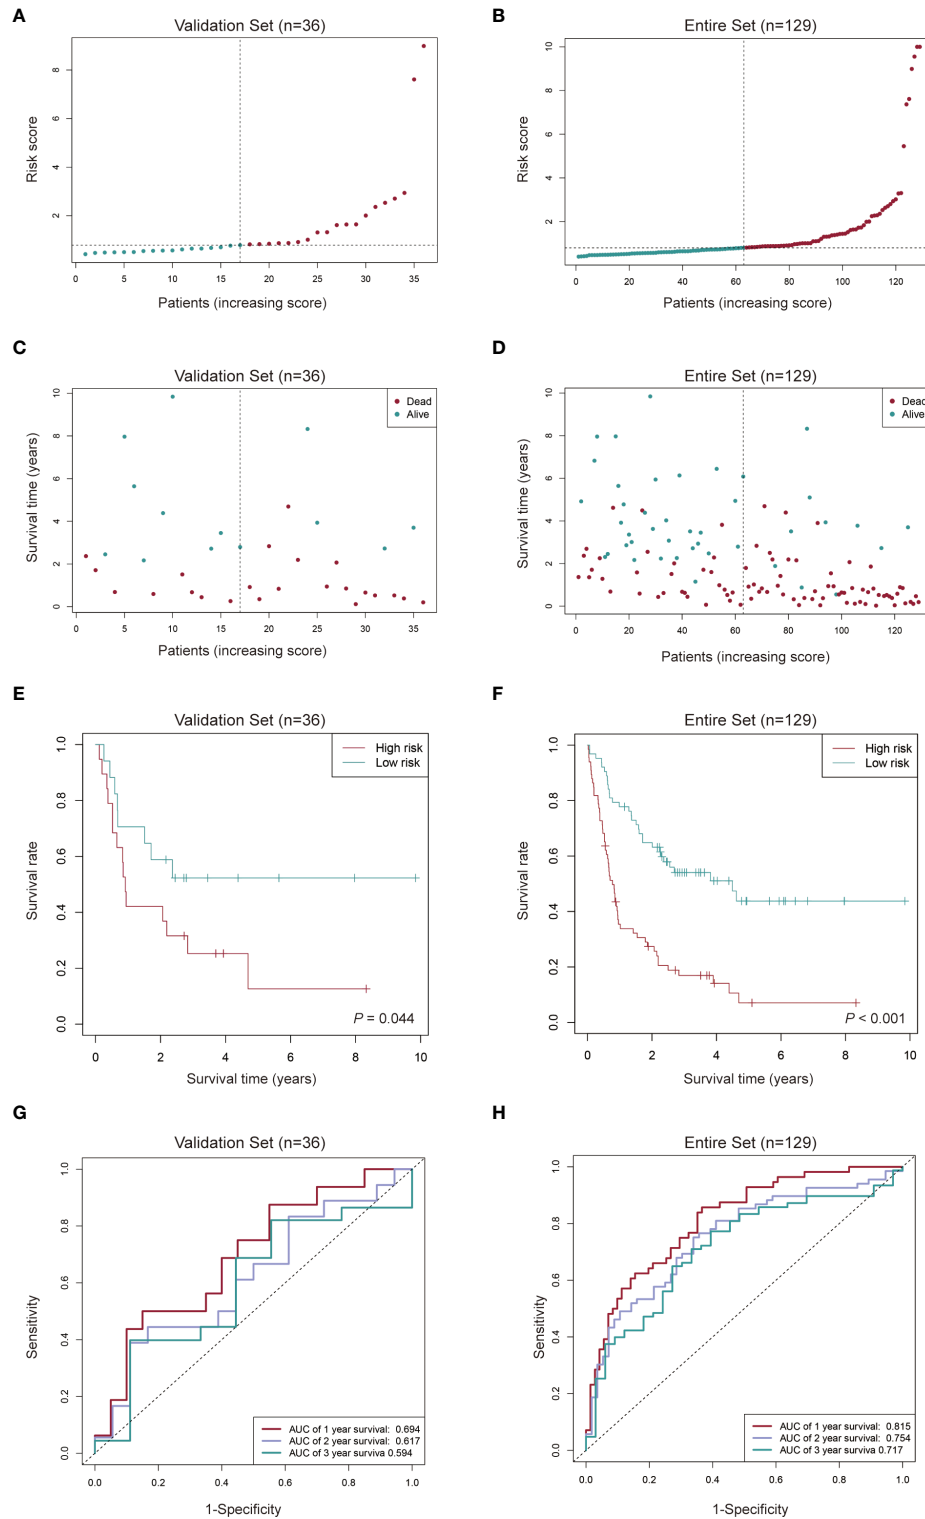 A
Validation Set (n=36)
Risk score
2
4
6
8
0
5
10
15
20
25
30
35
Patients (increasing score)
B
Entire Set (n=129)
Risk score
2
4
6
8
10
0
20
40
60
80
100
120
Patients (increasing score)
C
Validation Set (n=36)
Survival time (years)
0
2
4
6
8
10
Dead
Alive
0
5
10
15
20
25
30
35
Patients (increasing score)
D
Entire Set (n=129)
Survival time (years)
0
2
4
6
8
10
Dead
Alive
0
20
40
60
80
100
120
Patients (increasing score)
E
Validation Set (n=36)
Survival rate
0.0
0.2
0.4
0.6
0.8
1.0
High risk
Low risk
P = 0.044
0
2
4
6
8
10
Survival time (years)
F
Entire Set (n=129)
Survival rate
0.0
0.2
0.4
0.6
0.8
1.0
High risk
Low risk
P < 0.001
0
2
4
6
8
10
Survival time (years)
G
Validation Set (n=36)
Sensitivity
0.0
0.2
0.4
0.6
0.8
1.0
AUC of 1 year survival: 0.694
AUC of 2 year survival: 0.617
AUC of 3 year surviva 0.594
0.0
0.2
0.4
0.6
0.8
1.0
1-Specificity
H
Entire Set (n=129)
Sensitivity
0.0
0.2
0.4
0.6
0.8
1.0
AUC of 1 year survival: 0.815
AUC of 2 year survival: 0.754
AUC of 3 year surviva 0.717
0.0
0.2
0.4
0.6
0.8
1.0
1-Specificity